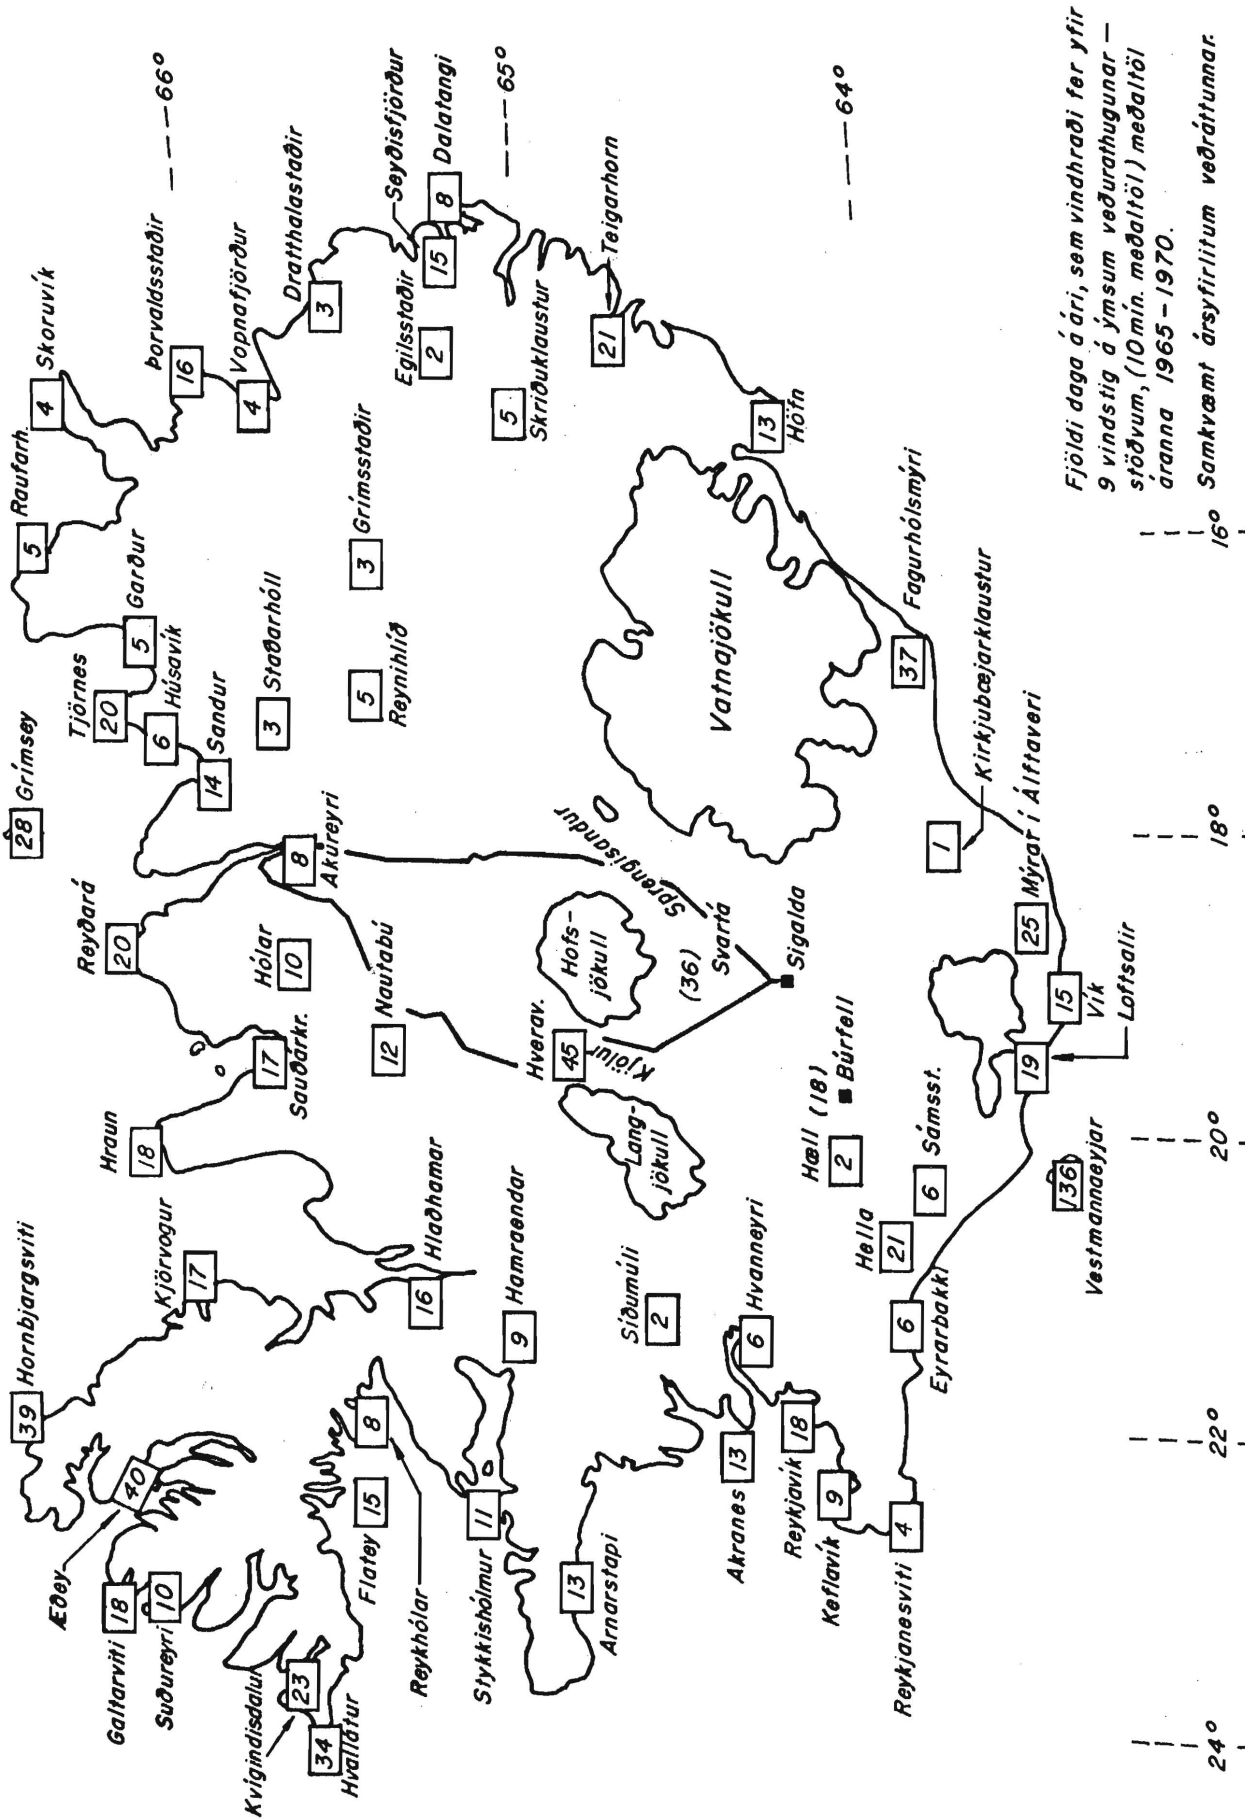 39 Hornbjargsviti
28 Grímsey
Raufarh.
5
4 Skoruvík
Æðey
40
Kjörvogur
17
Hraun
18
Reyðará
20
Tjörnes
20
6
Húsavík
Garður
5
Þorvaldsstaðir
16
Galtarviti
18
Suðureyri
10
14
Sandur
66°
Vopnafjörður
4
Sauðárkr.
17
Hólar
10
8
Akureyri
3
Staðarhóll
Dratthalastaðir
3
Kvígindisdalur
23
34
Hvallátur
Flatey
15
8
Reykhólar
12
Nautabú
5
Reynihlíð
3
Grímsstaðir
Egilsstaðir
2
Seyðisfjörður
15
8
Dalatangi
16
Hlaðhamar
Stykkishólmur
11
9
Hamraendar
5
Skriðuklaustur
65°
Hverav.
45
Kjölur
Hofs-
jökull
Sprengisandur
Arnarstapi
13
Síðumúli
2
Lang-
jökull
21
Teigarhorn
(36)
Svartá
Vatnajökull
Akranes
13
6
Hvanneyri
Sigalda
13
Höfn
Reykjavík
18
Hæll (18)
2
Búrfell
64°
Keflavík
9
Reykjanesviti
4
Hella
21
6
Eyrarbakki
6
Sámsst.
37
Fagurhólsmýri
1
Kirkjubæjarklaustur
25
Mýrar í Álftaveri
19
Loftsalir
15
Vík
136
Vestmannaeyjar
Fjöldi daga á ári, sem vindhraði fer yfir
9 vindstig á ýmsum veðurathugunar –
stöðvum, (10 mín. meðaltöl) meðaltöl
áranna 1965 – 1970.
Samkvæmt ársyfirlitum veðráttunnar.
24°
22°
20°
18°
16°